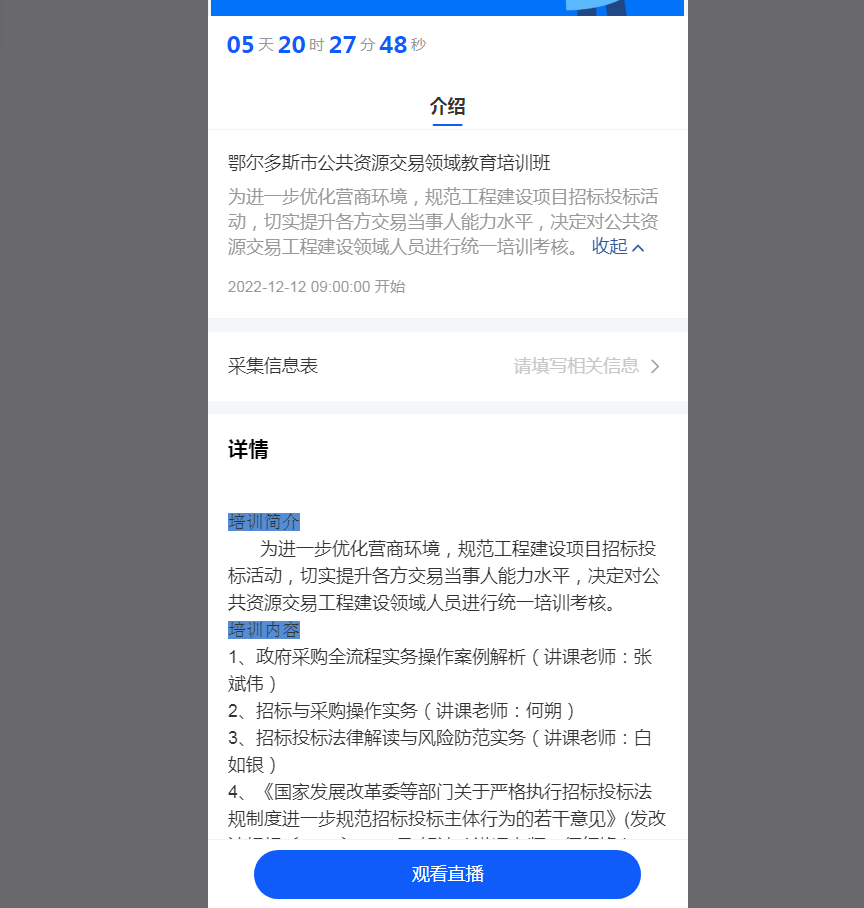 05 天 20 时 27 分 48 秒
介绍
鄂尔多斯市公共资源交易领域教育培训班
为进一步优化营商环境，规范工程建设项目招标投标活
动，切实提升各方交易当事人能力水平，决定对公共资
源交易工程建设领域人员进行统一培训考核。 收起
2022-12-12 09:00:00 开始
采集信息表 请填写相关信息
详情
培训简介
为进一步优化营商环境，规范工程建设项目招标投
标活动，切实提升各方交易当事人能力水平，决定对公
共资源交易工程建设领域人员进行统一培训考核。
培训内容
1、政府采购全流程实务操作案例解析（讲课老师：张
斌伟）
2、招标与采购操作实务（讲课老师：何朔）
3、招标投标法律解读与风险防范实务（讲课老师：白
如银）
4、《国家发展改革委等部门关于严格执行招标投标法
规制度进一步规范招标投标主体行为的若干意见》(发改
观看直播